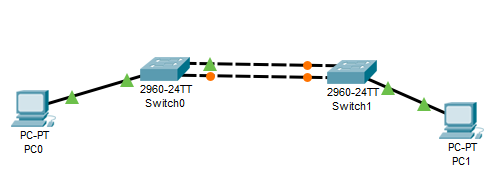 2960-24TT
Switch0
2960-24TT
Switch1
PC-PT
PC0
PC-PT
PC1